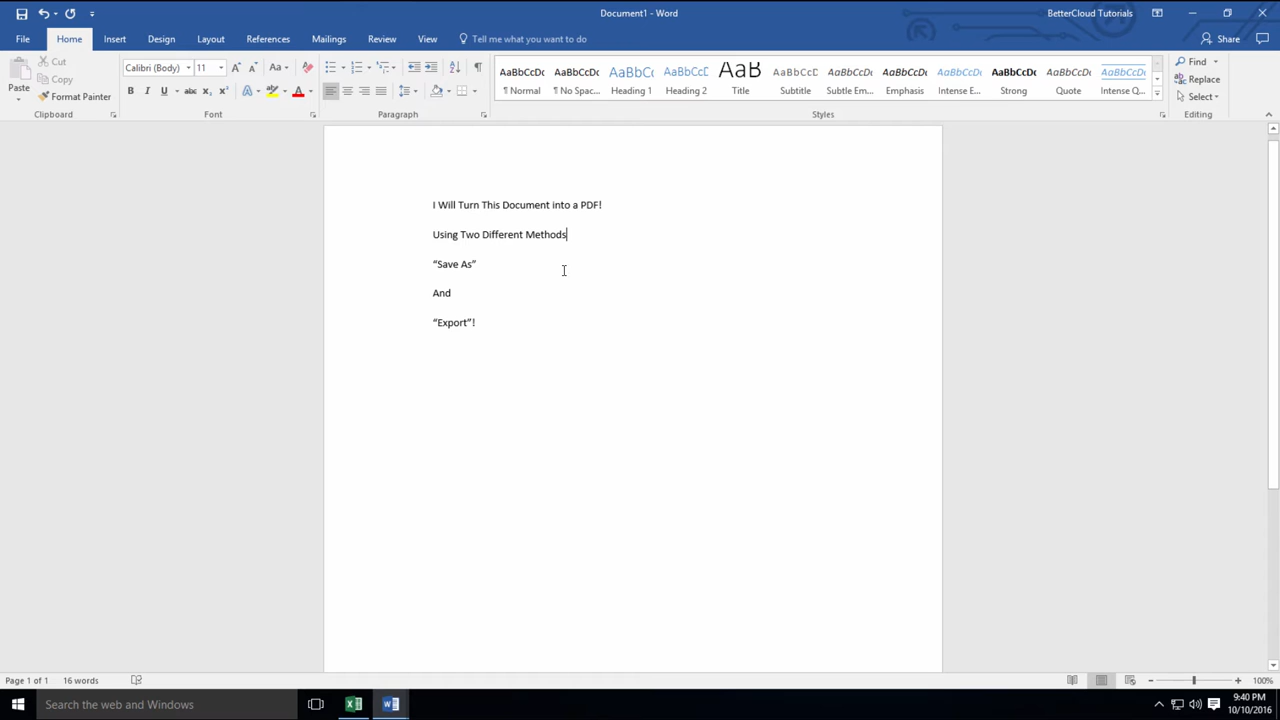 Document1 - Word
BetterCloud Tutorials
File Home Insert Design Layout References Mailings Review View Tell me what you want to do Share
Paste Cut
Copy
Format Painter
Clipboard
Calibri (Body) 11 Aa
B I U abc x₂ x² A A
Font
Paragraph
AaBbCcDc AaBbCcDc AaBbCc AaBbCcD AaB AaBbCcD AaBbCcDc AaBbCcDc AaBbCcDc AaBbCcDc AaBbCcDc AaBbCcDc
¶ Normal ¶ No Spac... Heading 1 Heading 2 Title Subtitle Subtle Em... Emphasis Intense E... Strong Quote Intense Q...
Styles
Find
Replace
Select
Editing
I Will Turn This Document into a PDF!
Using Two Different Methods
“Save As”
And
“Export”!
Page 1 of 1 16 words
100%
Search the web and Windows
9:40 PM
10/10/2016